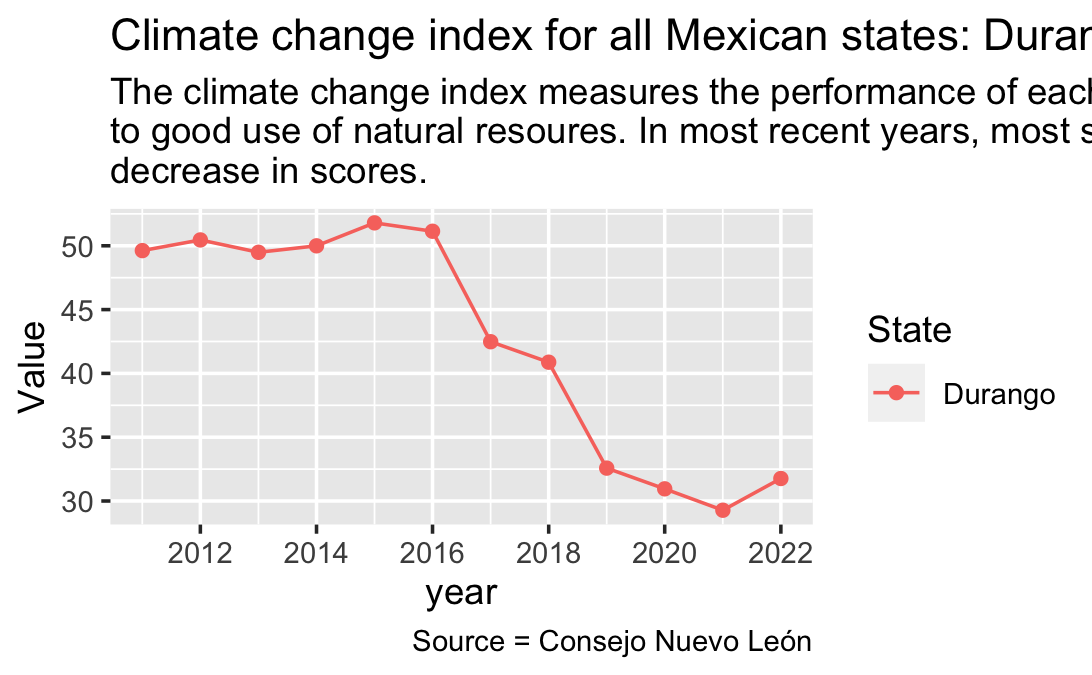 Climate change index for all Mexican states:
The climate change index measures the performance of each
to good use of natural resoures. In most recent years, most
decrease in scores.
50
45
40
35
30
Value
2012 2014 2016 2018 2020 2022
year
State
Durango
Source = Consejo Nuevo León